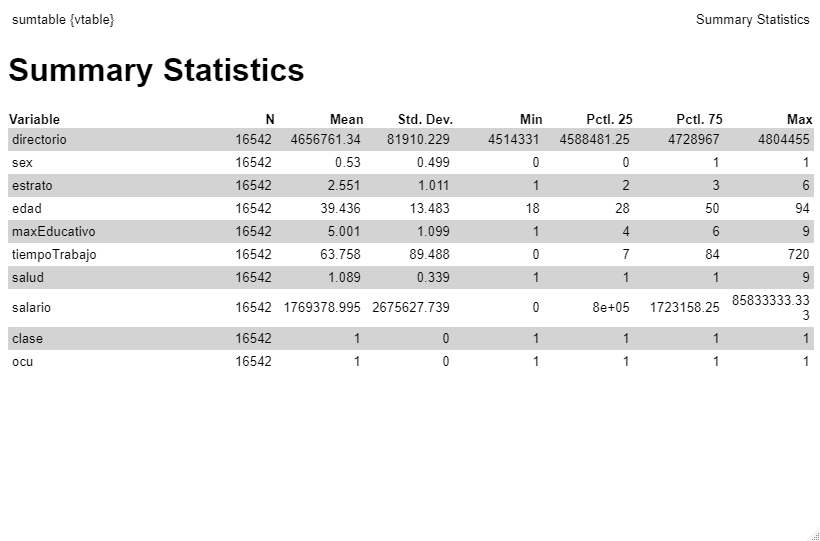 sumtable {vtable} Summary Statistics
Summary Statistics
Variable N Mean Std. Dev. Min Pctl. 25 Pctl. 75 Max
directorio 16542 4656761.34 81910.229 4514331 4588481.25 4728967 4804455
sex 16542 0.53 0.499 0 0 1 1
estrato 16542 2.551 1.011 1 2 3 6
edad 16542 39.436 13.483 18 28 50 94
maxEducativo 16542 5.001 1.099 1 4 6 9
tiempoTrabajo 16542 63.758 89.488 0 7 84 720
salud 16542 1.089 0.339 1 1 1 9
salario 16542 1769378.995 2675627.739 0 8e+05 1723158.25 85833333.33
3
clase 16542 1 0 1 1 1 1
ocu 16542 1 0 1 1 1 1